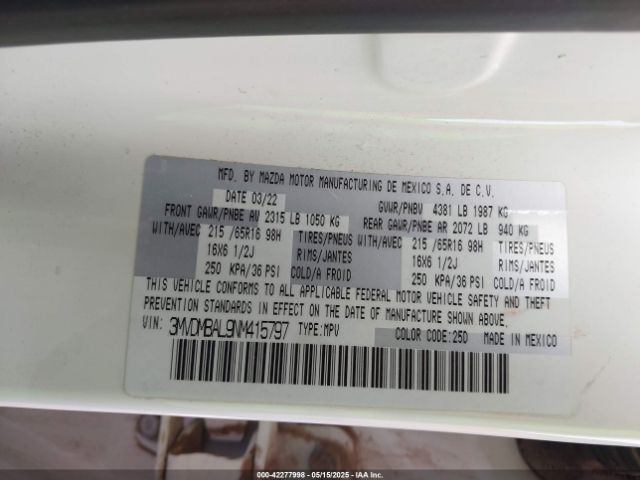 MFD. BY MAZDA MOTOR MANUFACTURING DE MEXICO S.A. DE C.V.
DATE 03/22 GVWR/PNBV 4381 LB 1987 KG
FRONT GAWR/PNBE AV 2315 LB 1050 KG REAR GAWR/PNBE AR 2072 LB 940 KG
WITH/AVEC 215 /65R16 98H TIRES/PNEUS WITH/AVEC 215 /65R16 98H TIRES/PNEUS
16X6 1/2J RIMS/JANTES 16X6 1/2J RIMS/JANTES
250 KPA/36 PSI COLD/A FROID 250 KPA/36 PSI COLD/A FROID
THIS VEHICLE CONFORMS TO ALL APPLICABLE FEDERAL MOTOR VEHICLE SAFETY AND THEFT
PREVENTION STANDARDS IN EFFECT ON THE DATE OF MANUFACTURE SHOWN ABOVE.
VIN: 3MVDMBAL9NM415797 TYPE:MPV COLOR CODE:25D MADE IN MEXICO
000-42277998 - 05/15/2025 - IAA Inc.